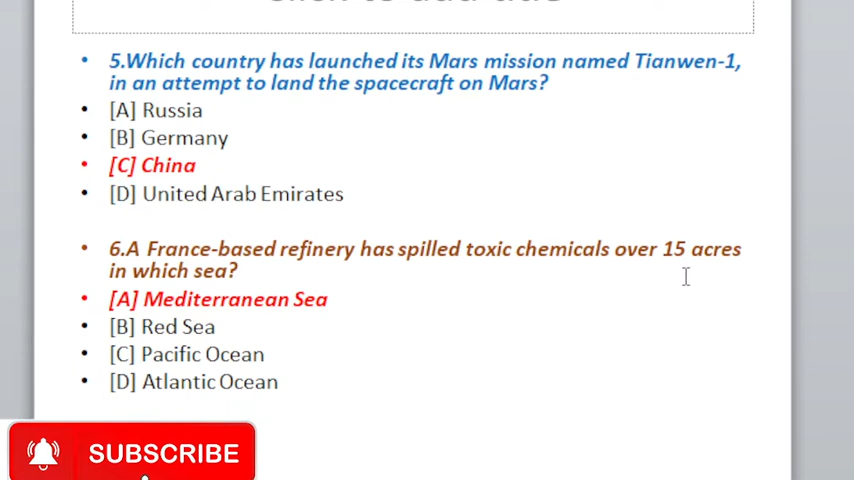 5.Which country has launched its Mars mission named Tianwen-1,
in an attempt to land the spacecraft on Mars?
[A] Russia
[B] Germany
[C] China
[D] United Arab Emirates
6.A France-based refinery has spilled toxic chemicals over 15 acres
in which sea?
[A] Mediterranean Sea
[B] Red Sea
[C] Pacific Ocean
[D] Atlantic Ocean
SUBSCRIBE